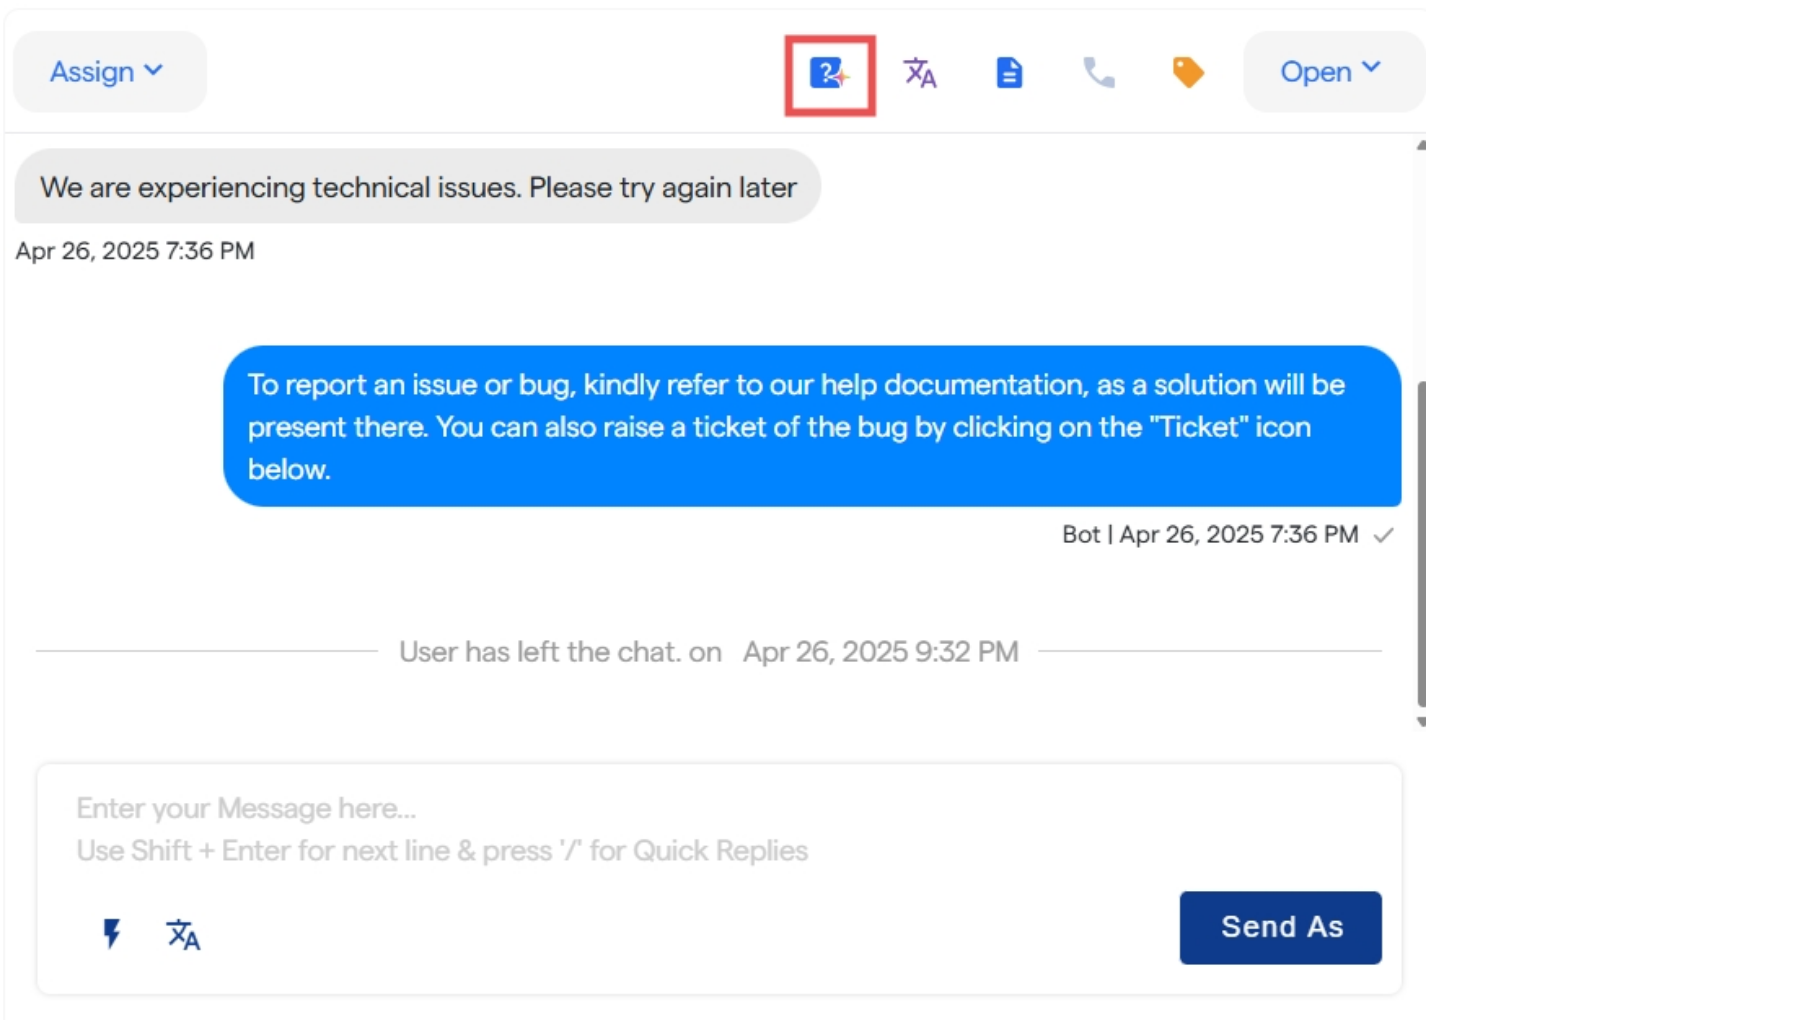 Assign
Open
We are experiencing technical issues. Please try again later
Apr 26, 2025 7:36 PM
To report an issue or bug, kindly refer to our help documentation, as a solution will be
present there. You can also raise a ticket of the bug by clicking on the "Ticket" icon
below.
Bot | Apr 26, 2025 7:36 PM
User has left the chat. on Apr 26, 2025 9:32 PM
Enter your Message here...
Use Shift + Enter for next line & press '/' for Quick Replies
Send As